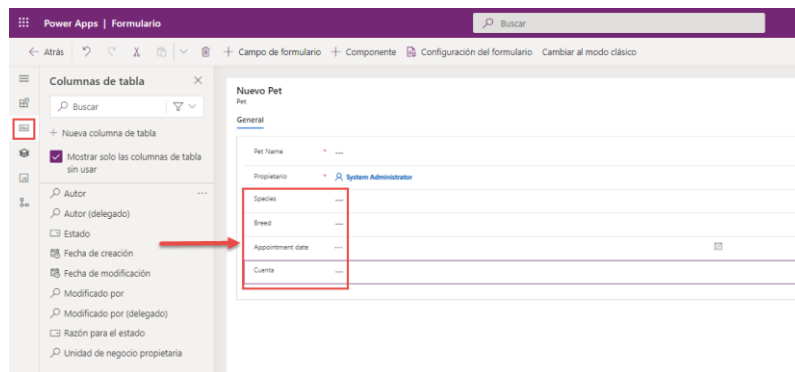 Power Apps | Formulario
Buscar
Atrás
Campo de formulario
Componente
Configuración del formulario
Cambiar al modo clásico
Columnas de tabla
Buscar
Nueva columna de tabla
Mostrar solo las columnas de tabla
sin usar
Autor
Autor (delegado)
Estado
Fecha de creación
Fecha de modificación
Modificado por
Modificado por (delegado)
Razón para el estado
Unidad de negocio propietaria
Nuevo Pet
Pet
General
Pet Name * ---
Propietario * System Administrator
Species ---
Breed ---
Appointment date ---
Cuenta ---